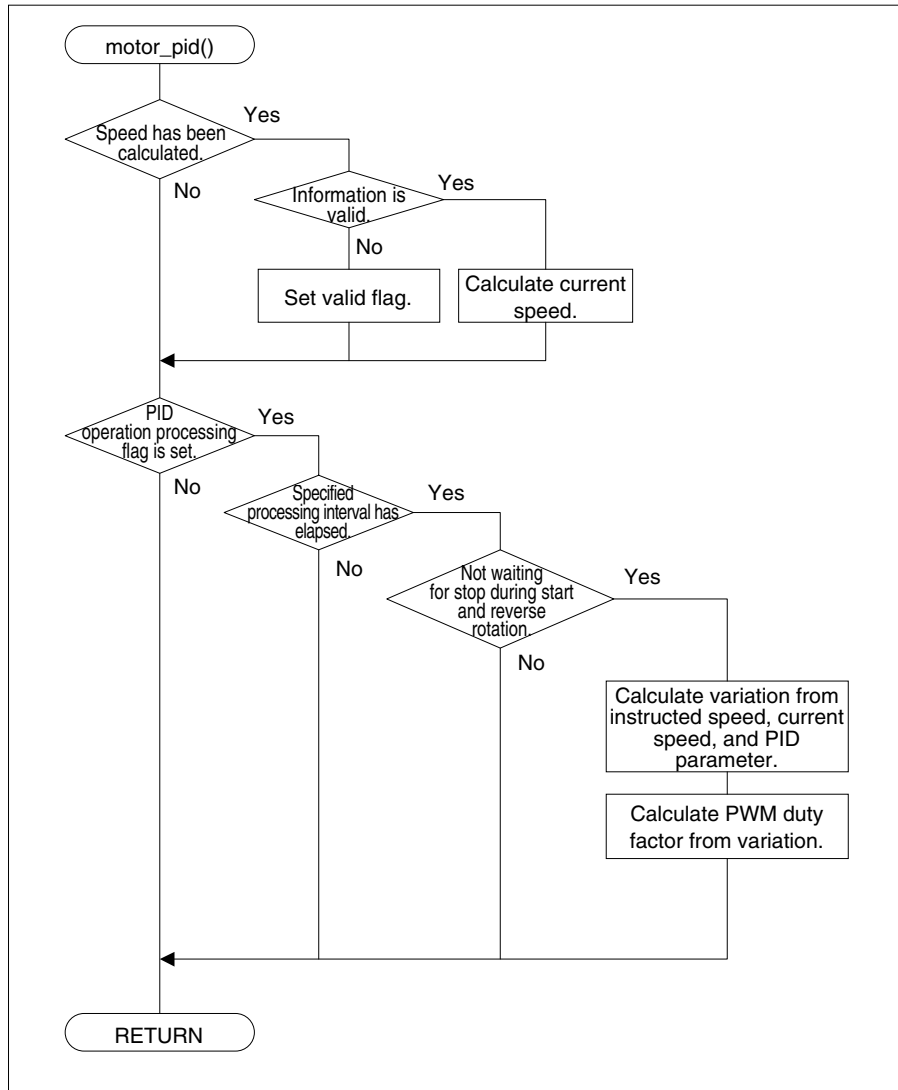 motor_pid()
Yes
Speed has been
calculated.
No
Yes
Information is
valid.
No
Set valid flag.
Calculate current
speed.
PID
operation processing
flag is set.
Yes
No
Specified
processing interval has
elapsed.
Yes
No
Not waiting
for stop during start
and reverse
rotation.
Yes
No
Calculate variation from
instructed speed, current
speed, and PID
parameter.
Calculate PWM duty
factor from variation.
RETURN